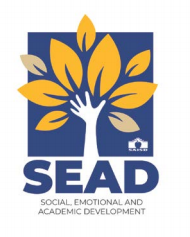 SEAD
SOCIAL, EMOTIONAL AND
ACADEMIC DEVELOPMENT